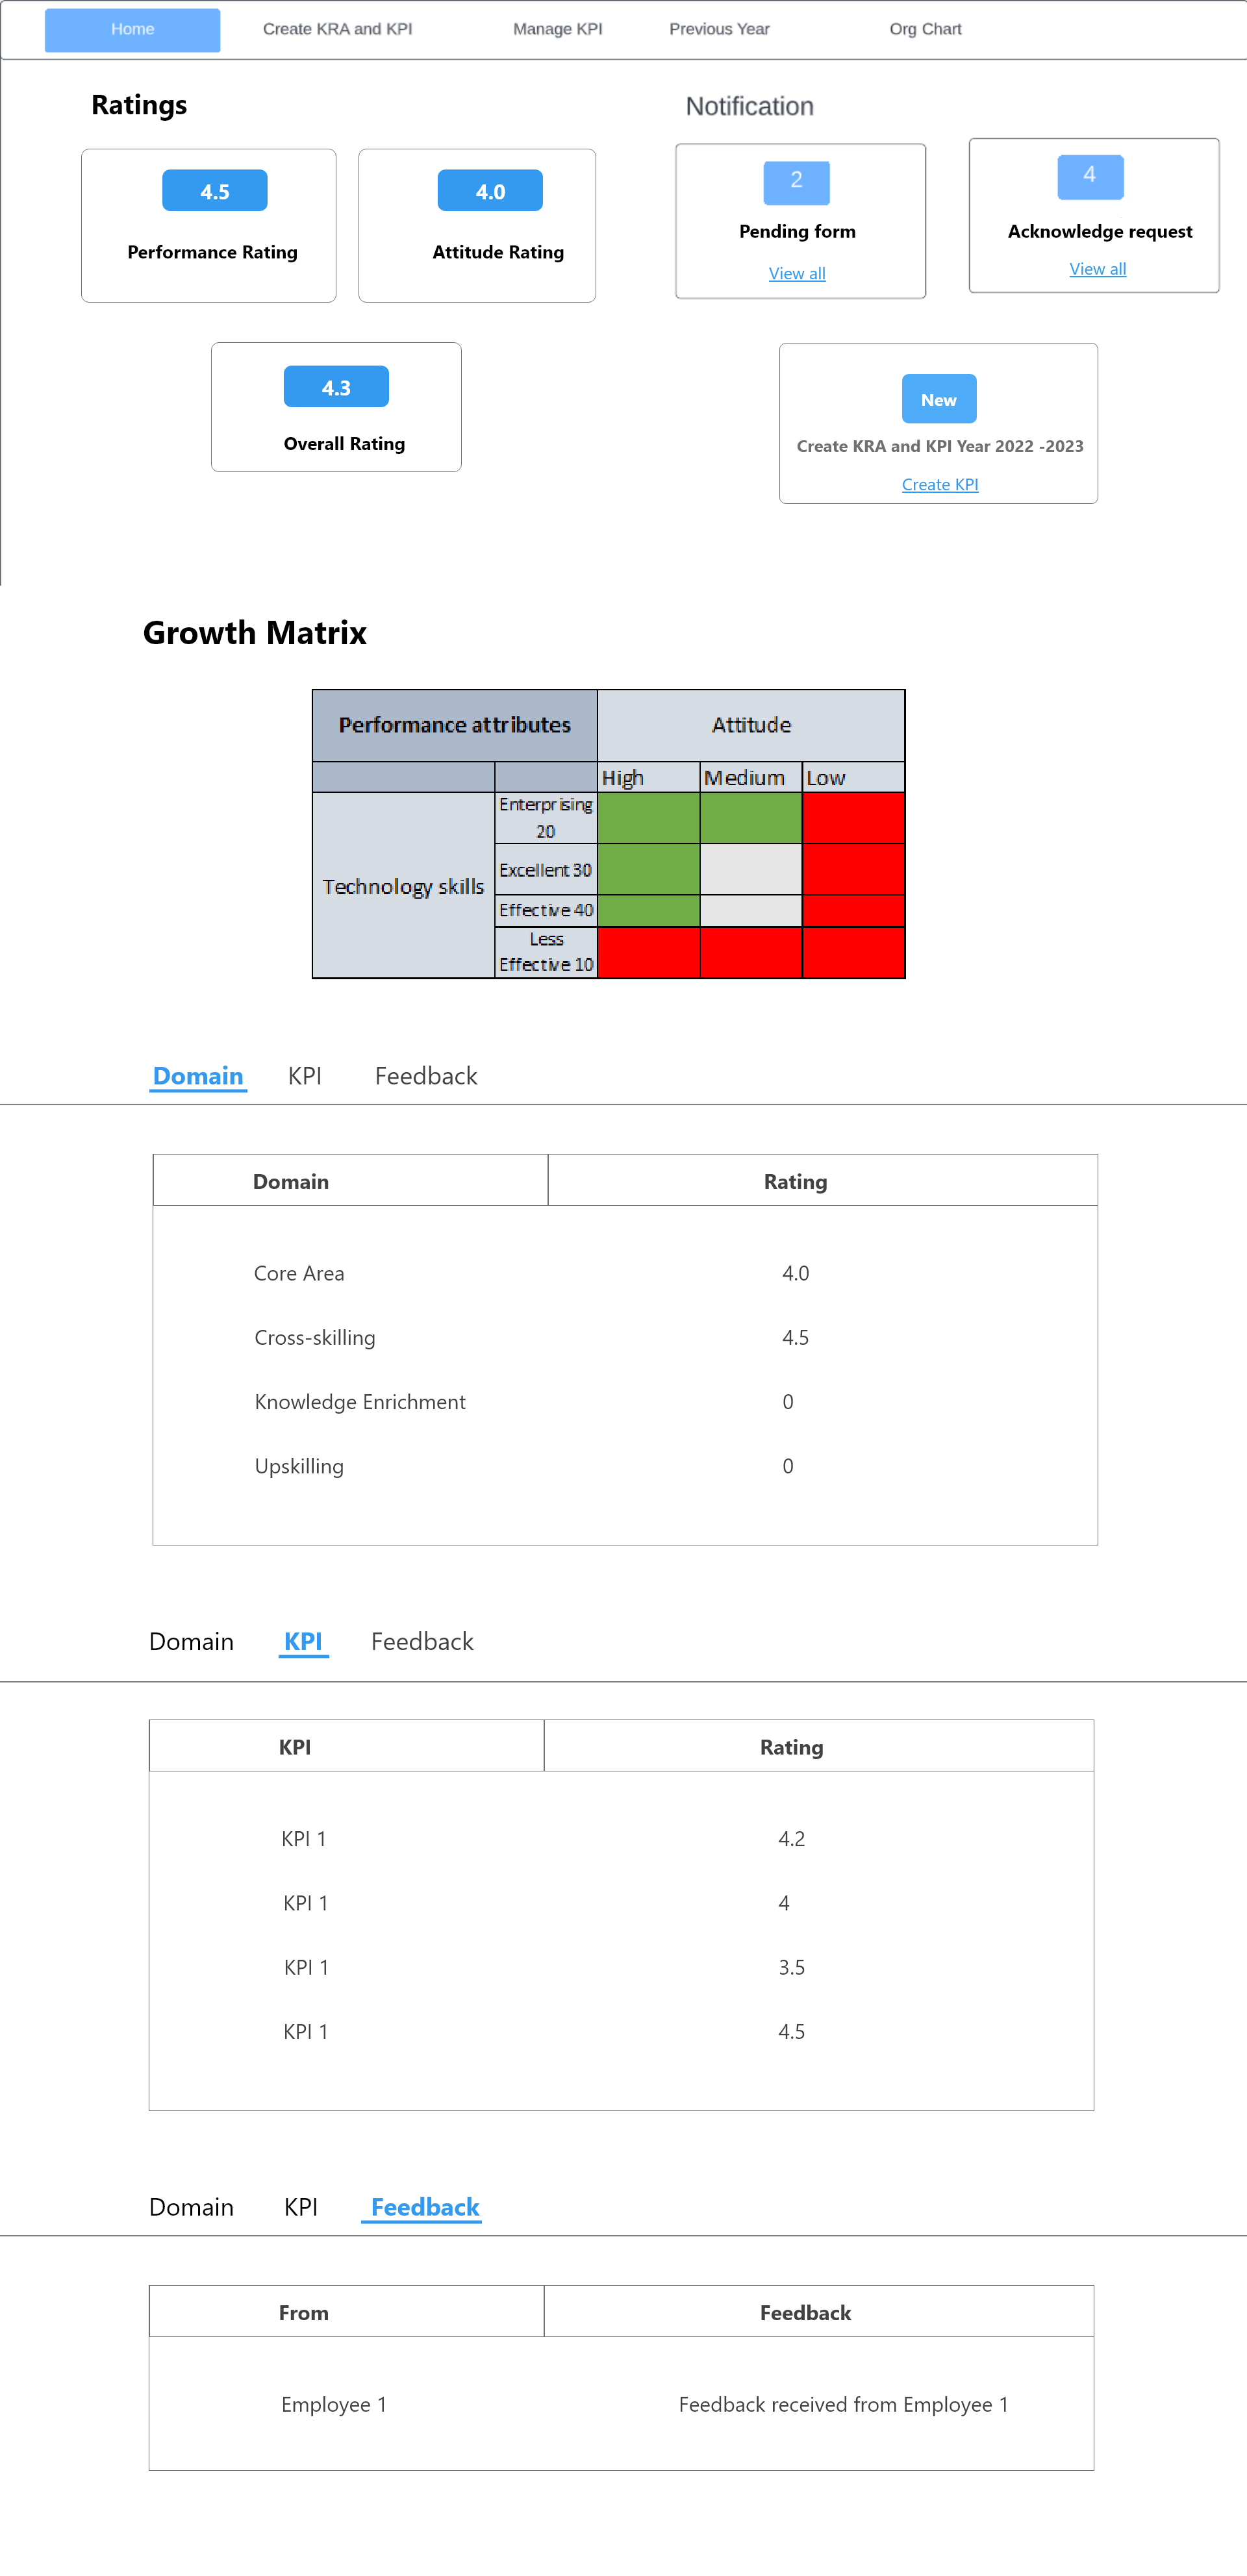 Home Create KRA and KPI Manage KPI Previous Year Org Chart
Ratings
4.5
Performance Rating
4.0
Attitude Rating
4.3
Overall Rating
Notification
2
Pending form
View all
4
Acknowledge request
View all
New
Create KRA and KPI Year 2022 -2023
Create KPI
Growth Matrix
Performance attributes Attitude
High Medium Low
Technology skills
Enterprising
20
Excellent 30
Effective 40
Less
Effective 10
Domain KPI Feedback
Domain Rating
Core Area 4.0
Cross-skilling 4.5
Knowledge Enrichment 0
Upskilling 0
Domain KPI Feedback
KPI Rating
KPI 1 4.2
KPI 1 4
KPI 1 3.5
KPI 1 4.5
Domain KPI Feedback
From Feedback
Employee 1 Feedback received from Employee 1